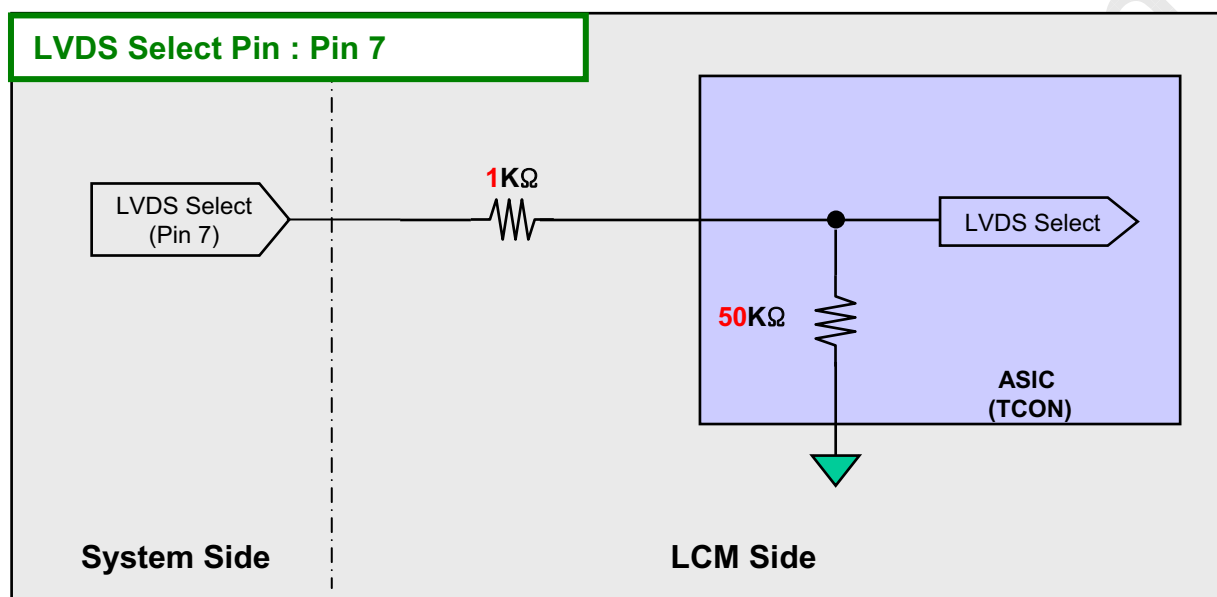 LVDS Select Pin : Pin 7
LVDS Select
(Pin 7)
1KΩ
LVDS Select
50KΩ
ASIC
(TCON)
System Side
LCM Side